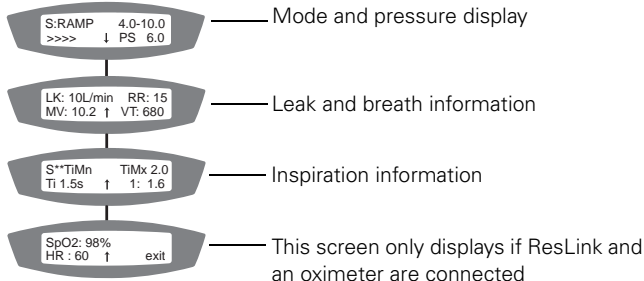 S:RAMP 4.0-10.0
>>>> ↓ PS 6.0
Mode and pressure display
LK: 10L/min RR: 15
MV: 10.2 ↑ VT: 680
Leak and breath information
S**TiMn TiMx 2.0
Ti 1.5s ↑ 1: 1.6
Inspiration information
SpO2: 98%
HR : 60 ↑ exit
This screen only displays if ResLink and
an oximeter are connected